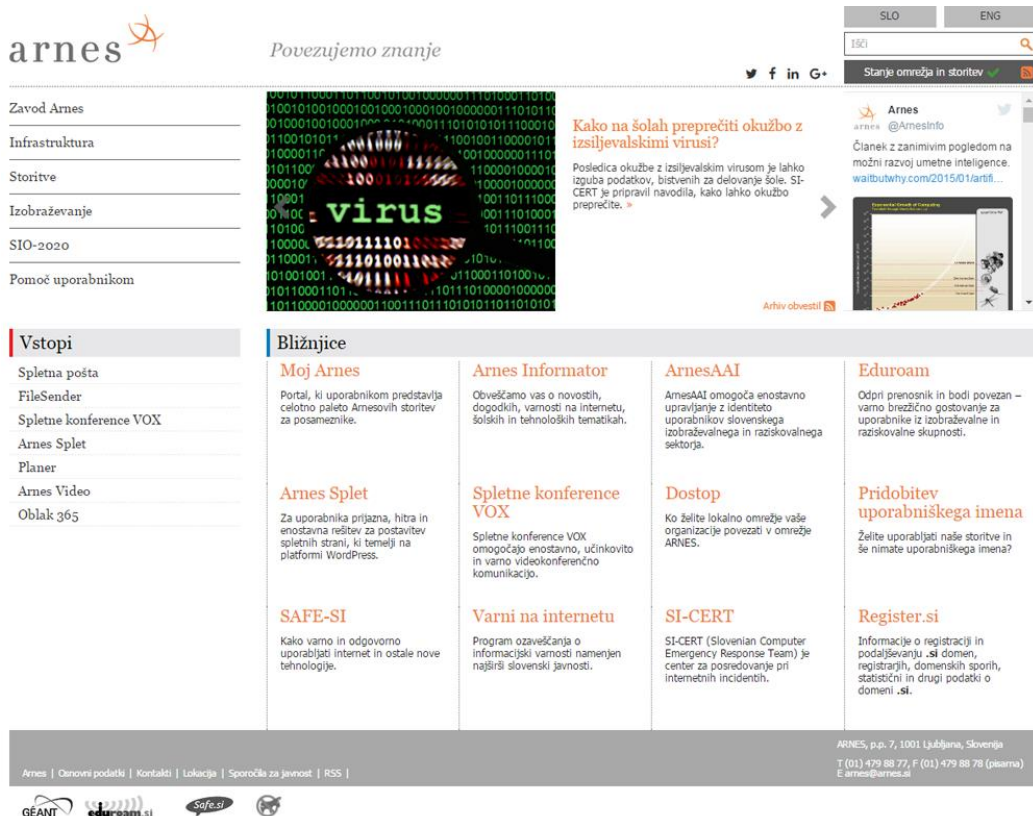 arnes
Povezujemo znanje
SLO
ENG
Išči
Stanje omrežja in storitev
Zavod Arnes
Infrastruktura
Storitve
Izobraževanje
SIO-2020
Pomoč uporabnikom
virus
Kako na šolah preprečiti okužbo z
izsiljevalskimi virusi?
Posledica okužbe z izsiljevalskim virusom je lahko
izguba podatkov, bistvenih za delovanje šole. SI-
CERT je pripravil navodila, kako lahko okužbo
preprečite. »
Arhiv obvestil
Arnes
arnes @ArnesInfo
Članek z zanimivim pogledom na
možni razvoj umetne inteligence.
waitbutwhy.com/2015/01/artifi...
Exponential Growth of Computing
Vstopi
Spletna pošta
FileSender
Spletne konference VOX
Arnes Splet
Planer
Arnes Video
Oblak 365
Bližnjice
Moj Arnes
Portal, ki uporabnikom predstavlja
celotno paleto Arnesovih storitev
za posameznike.
Arnes Informator
Obveščamo vas o novostih,
dogodkih, varnosti na internetu,
šolskih in tehnoloških tematikah.
ArnesAAI
ArnesAAI omogoča enostavno
upravljanje z identiteto
uporabnikov slovenskega
izobraževalnega in raziskovalnega
sektorja.
Eduroam
Odpri prenosnik in bodi povezan –
varno brezžično gostovanje za
uporabnike iz izobraževalne in
raziskovalne skupnosti.
Arnes Splet
Za uporabnika prijazna, hitra in
enostavna rešitev za postavitev
spletnih strani, ki temelji na
platformi WordPress.
Spletne konference
VOX
Spletne konference VOX
omogočajo enostavno, učinkovito
in varno videokonferenčno
komunikacijo.
Dostop
Ko želite lokalno omrežje vaše
organizacije povezati v omrežje
ARNES.
Pridobitev
uporabniškega imena
Želite uporabljati naše storitve in
še nimate uporabniškega imena?
SAFE-SI
Kako varno in odgovorno
uporabljati internet in ostale nove
tehnologije.
Varni na internetu
Program ozaveščanja o
informacijski varnosti namenjen
najširši slovenski javnosti.
SI-CERT
SI-CERT (Slovenian Computer
Emergency Response Team) je
center za posredovanje pri
internetnih incidentih.
Register.si
Informacije o registraciji in
podaljševanju .si domen,
registrarjih, domenskih sporih,
statistični in drugi podatki o
domeni .si.
Arnes | Osnovni podatki | Kontakti | Lokacija | Sporočila za javnost | RSS |
ARNES, p.p. 7, 1001 Ljubljana, Slovenija
T (01) 479 88 77, F (01) 479 88 78 (pisarna)
E arnes@arnes.si
GÉANT
eduroam.si
Safe.si